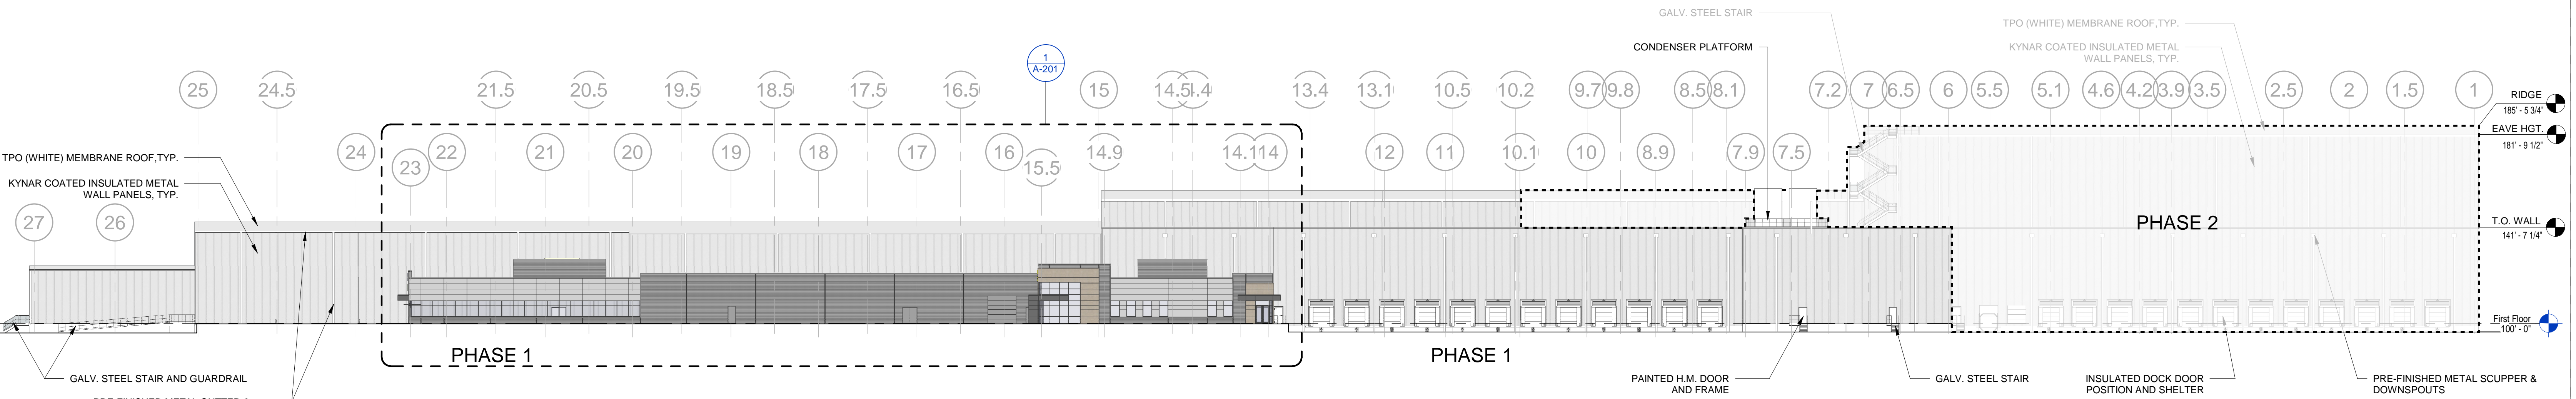 GALV. STEEL STAIR
TPO (WHITE) MEMBRANE ROOF,TYP.
CONDENSER PLATFORM
KYNAR COATED INSULATED METAL
WALL PANELS, TYP.
1
A-201
25
24.5
21.5
20.5
19.5
18.5
17.5
16.5
15
14.5
13.4
13.1
10.5
10.2
9.7
9.8
8.5
8.1
7.2
7
6.5
6
5.5
5.1
4.6
4.2
3.9
3.5
2.5
2
1.5
1
RIDGE
185' - 5 3/4"
EAVE HGT.
181' - 9 1/2"
24
23
22
21
20
19
18
17
16
15.5
14.9
14.1
14
12
11
10.1
10
8.9
7.9
7.5
TPO (WHITE) MEMBRANE ROOF,TYP.
KYNAR COATED INSULATED METAL
WALL PANELS, TYP.
27
26
PHASE 2
T.O. WALL
141' - 7 1/4"
First Floor
100' - 0"
PHASE 1
PHASE 1
GALV. STEEL STAIR AND GUARDRAIL
PAINTED H.M. DOOR
AND FRAME
GALV. STEEL STAIR
INSULATED DOCK DOOR
POSITION AND SHELTER
PRE-FINISHED METAL SCUPPER &
DOWNSPOUTS